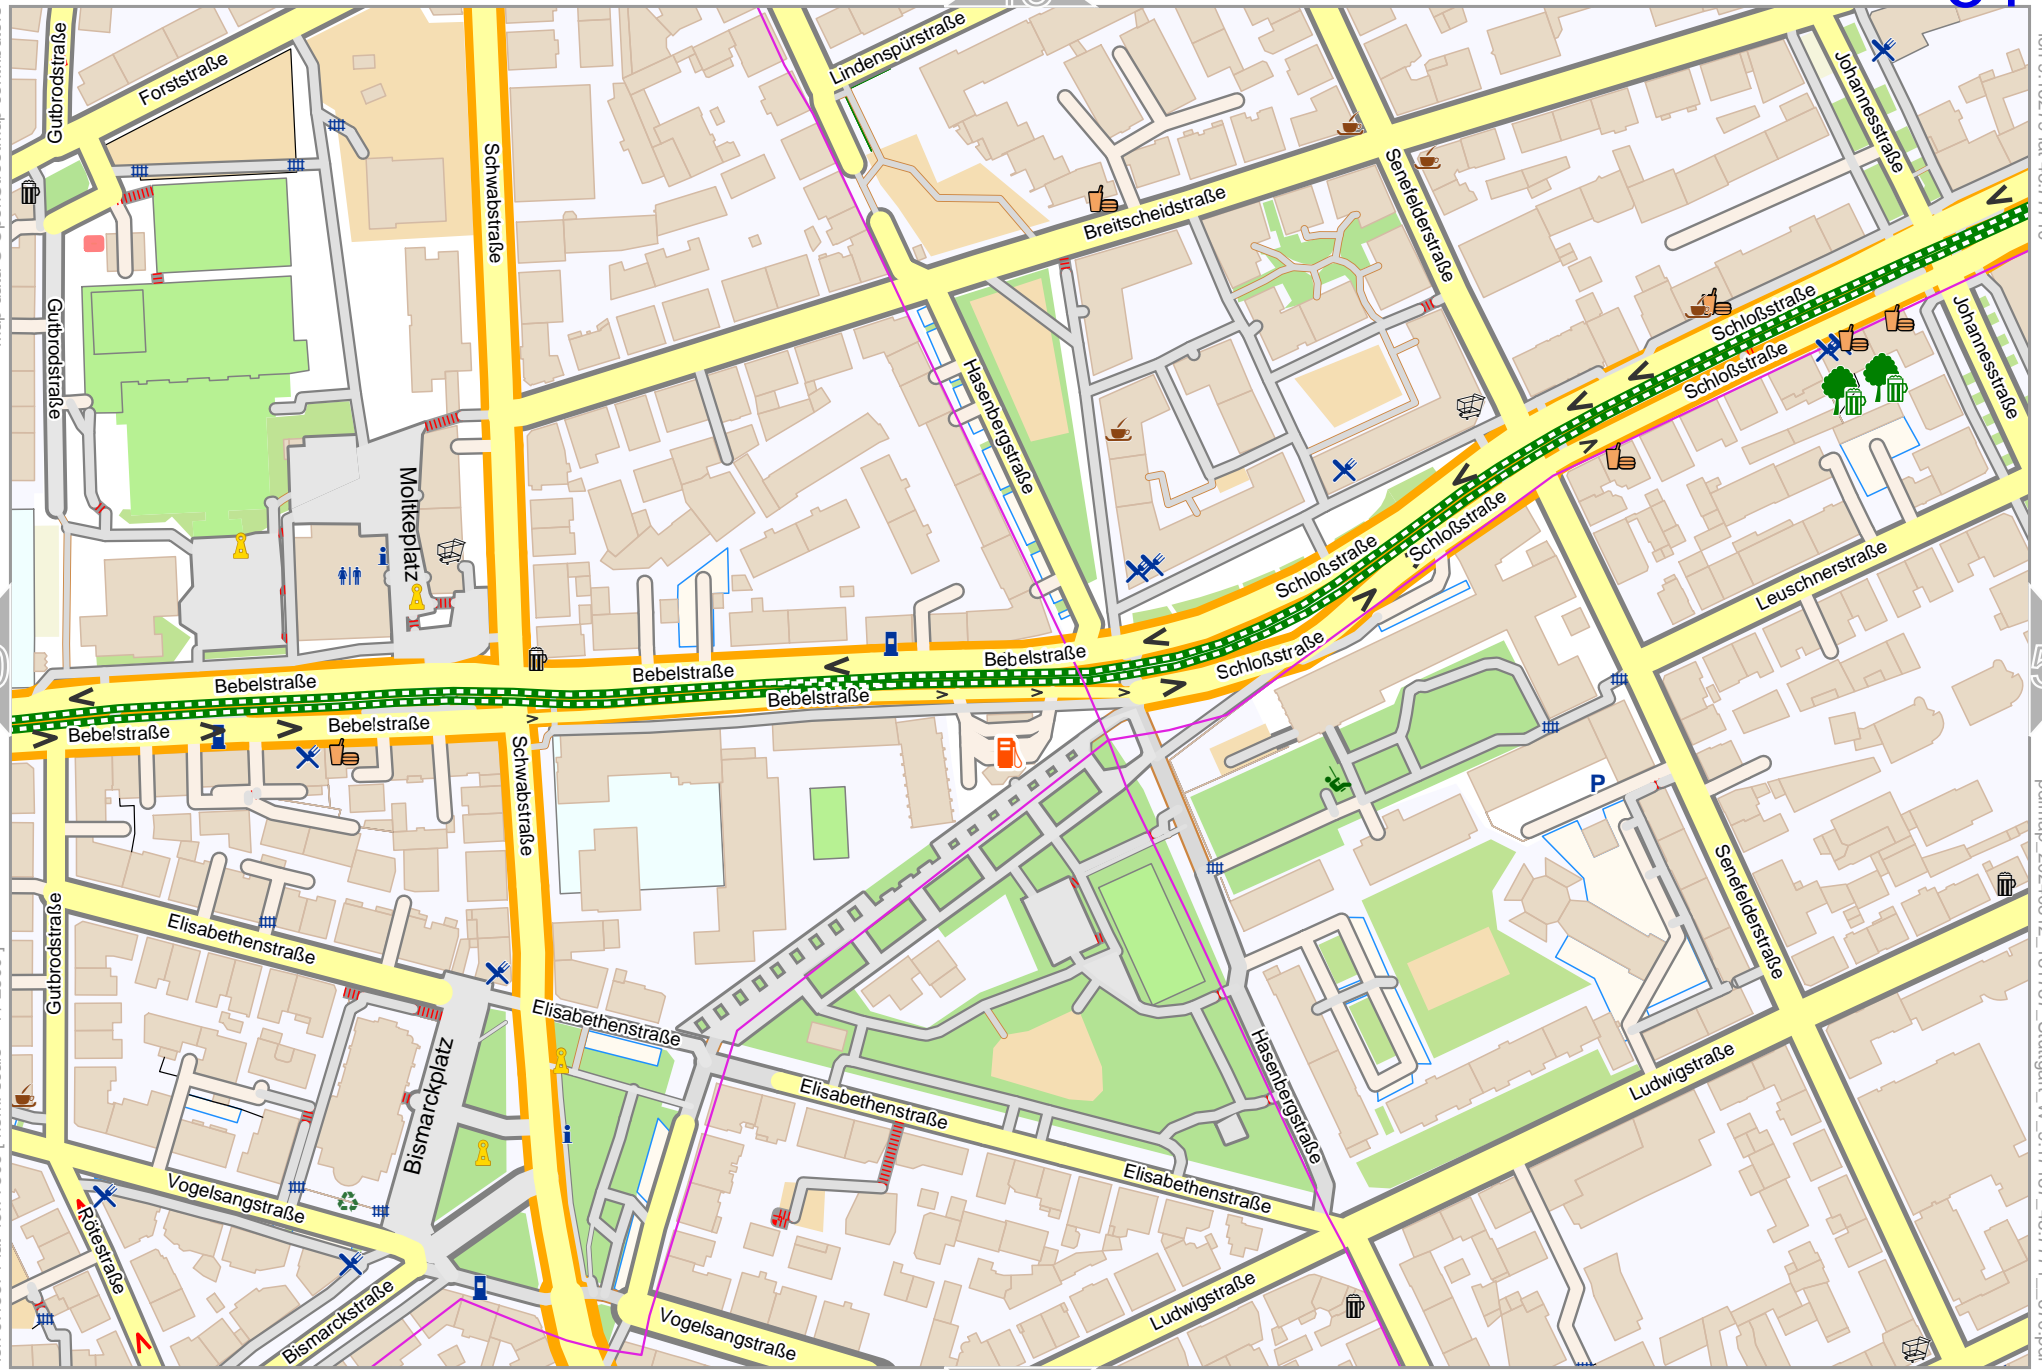 Gutbrodstraße
Forststraße
Schwabstraße
Lindenspürstraße
Johannesstraße
Senefelderstraße
Breitscheidstraße
Gutbrodstraße
Hasenbergstraße
Schloßstraße
Schloßstraße
Johannesstraße
Moltkeplatz
Schloßstraße
Schloßstraße
Leuschnerstraße
Schloßstraße
Bebelstraße
Bebelstraße
Bebelstraße
Bebelstraße
Bebelstraße
Bebelstraße
Schwabstraße
P
Senefelderstraße
Gutbrodstraße
Elisabethenstraße
Elisabethenstraße
Hasenbergstraße
Ludwigstraße
Bismarckplatz
Elisabethenstraße
Elisabethenstraße
Vogelsangstraße
Rötestraße
Bismarckstraße
Vogelsangstraße
Ludwigstraße